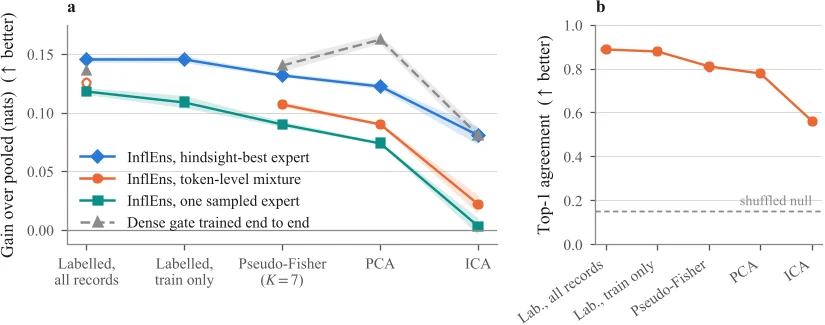 a
Gain over pooled (nats) (↑ better)
0.15
0.10
0.05
0.00
InflEns, hindsight-best expert
InflEns, token-level mixture
InflEns, one sampled expert
Dense gate trained end to end
Labelled,
all records
Labelled,
train only
Pseudo-Fisher
(K=7)
PCA
ICA
b
Top-1 agreement (↑ better)
1.0
0.8
0.6
0.4
0.2
0.0
shuffled null
Lab., all records
Lab., train only
Pseudo-Fisher
PCA
ICA